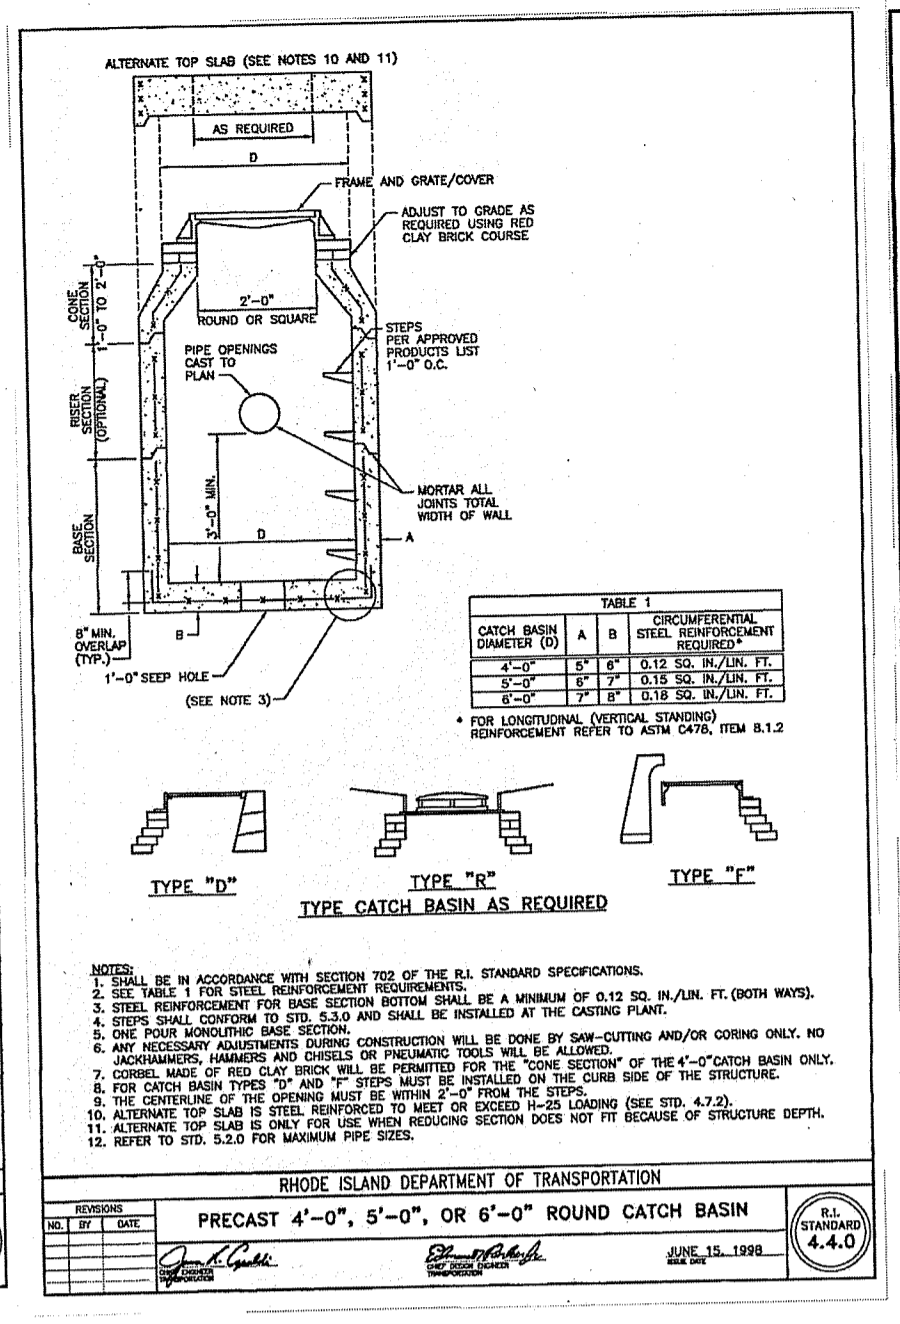 ALTERNATE TOP SLAB (SEE NOTES 10 AND 11)
AS REQUIRED
D
FRAME AND GRATE/COVER
ADJUST TO GRADE AS
REQUIRED USING RED
CLAY BRICK COURSE
CONE
SECTION
1'-0" TO 2'-0"
2'-0"
ROUND OR SQUARE
STEPS
PER APPROVED
PRODUCTS LIST
1'-0" O.C.
PIPE OPENINGS
CAST TO
PLAN
RISER
SECTION
(OPTIONAL)
3'-0" MIN.
MORTAR ALL
JOINTS TOTAL
WIDTH OF WALL
BASE
SECTION
D
A
B
8" MIN.
OVERLAP
(TYP.)
1'-0" SEEP HOLE
(SEE NOTE 3)
TABLE 1
CATCH BASIN
DIAMETER (D)
A
B
CIRCUMFERENTIAL
STEEL REINFORCEMENT
REQUIRED*
4'-0" 5" 6" 0.12 SQ. IN./LIN. FT.
5'-0" 6" 7" 0.15 SQ. IN./LIN. FT.
6'-0" 7" 8" 0.18 SQ. IN./LIN. FT.
* FOR LONGITUDINAL (VERTICAL STANDING)
REINFORCEMENT REFER TO ASTM C478, ITEM 8.1.2
TYPE "D"
TYPE "R"
TYPE "F"
TYPE CATCH BASIN AS REQUIRED
NOTES:
1. SHALL BE IN ACCORDANCE WITH SECTION 702 OF THE R.I. STANDARD SPECIFICATIONS.
2. SEE TABLE 1 FOR STEEL REINFORCEMENT REQUIREMENTS.
3. STEEL REINFORCEMENT FOR BASE SECTION BOTTOM SHALL BE A MINIMUM OF 0.12 SQ. IN./LIN. FT. (BOTH WAYS).
4. STEPS SHALL CONFORM TO STD. 5.3.0 AND SHALL BE INSTALLED AT THE CASTING PLANT.
5. ONE POUR MONOLITHIC BASE SECTION.
6. ANY NECESSARY ADJUSTMENTS DURING CONSTRUCTION WILL BE DONE BY SAW-CUTTING AND/OR CORING ONLY. NO
JACKHAMMERS, HAMMERS AND CHISELS OR PNEUMATIC TOOLS WILL BE ALLOWED.
7. CORBEL MADE OF RED CLAY BRICK WILL BE PERMITTED FOR THE "CONE SECTION" OF THE 4'-0" CATCH BASIN ONLY.
8. FOR CATCH BASIN TYPES "D" AND "F" STEPS MUST BE INSTALLED ON THE CURB SIDE OF THE STRUCTURE.
9. THE CENTERLINE OF THE OPENING MUST BE WITHIN 2'-0" FROM THE STEPS.
10. ALTERNATE TOP SLAB IS STEEL REINFORCED TO MEET OR EXCEED H-25 LOADING (SEE STD. 4.7.2).
11. ALTERNATE TOP SLAB IS ONLY FOR USE WHEN REDUCING SECTION DOES NOT FIT BECAUSE OF STRUCTURE DEPTH.
12. REFER TO STD. 5.2.0 FOR MAXIMUM PIPE SIZES.
RHODE ISLAND DEPARTMENT OF TRANSPORTATION
REVISIONS
NO. BY DATE
PRECAST 4'-0", 5'-0", OR 6'-0" ROUND CATCH BASIN
CHIEF ENGINEER
TRANSPORTATION
CHIEF DESIGN ENGINEER
TRANSPORTATION
JUNE 15, 1998
ISSUE DATE
R.I.
STANDARD
4.4.0